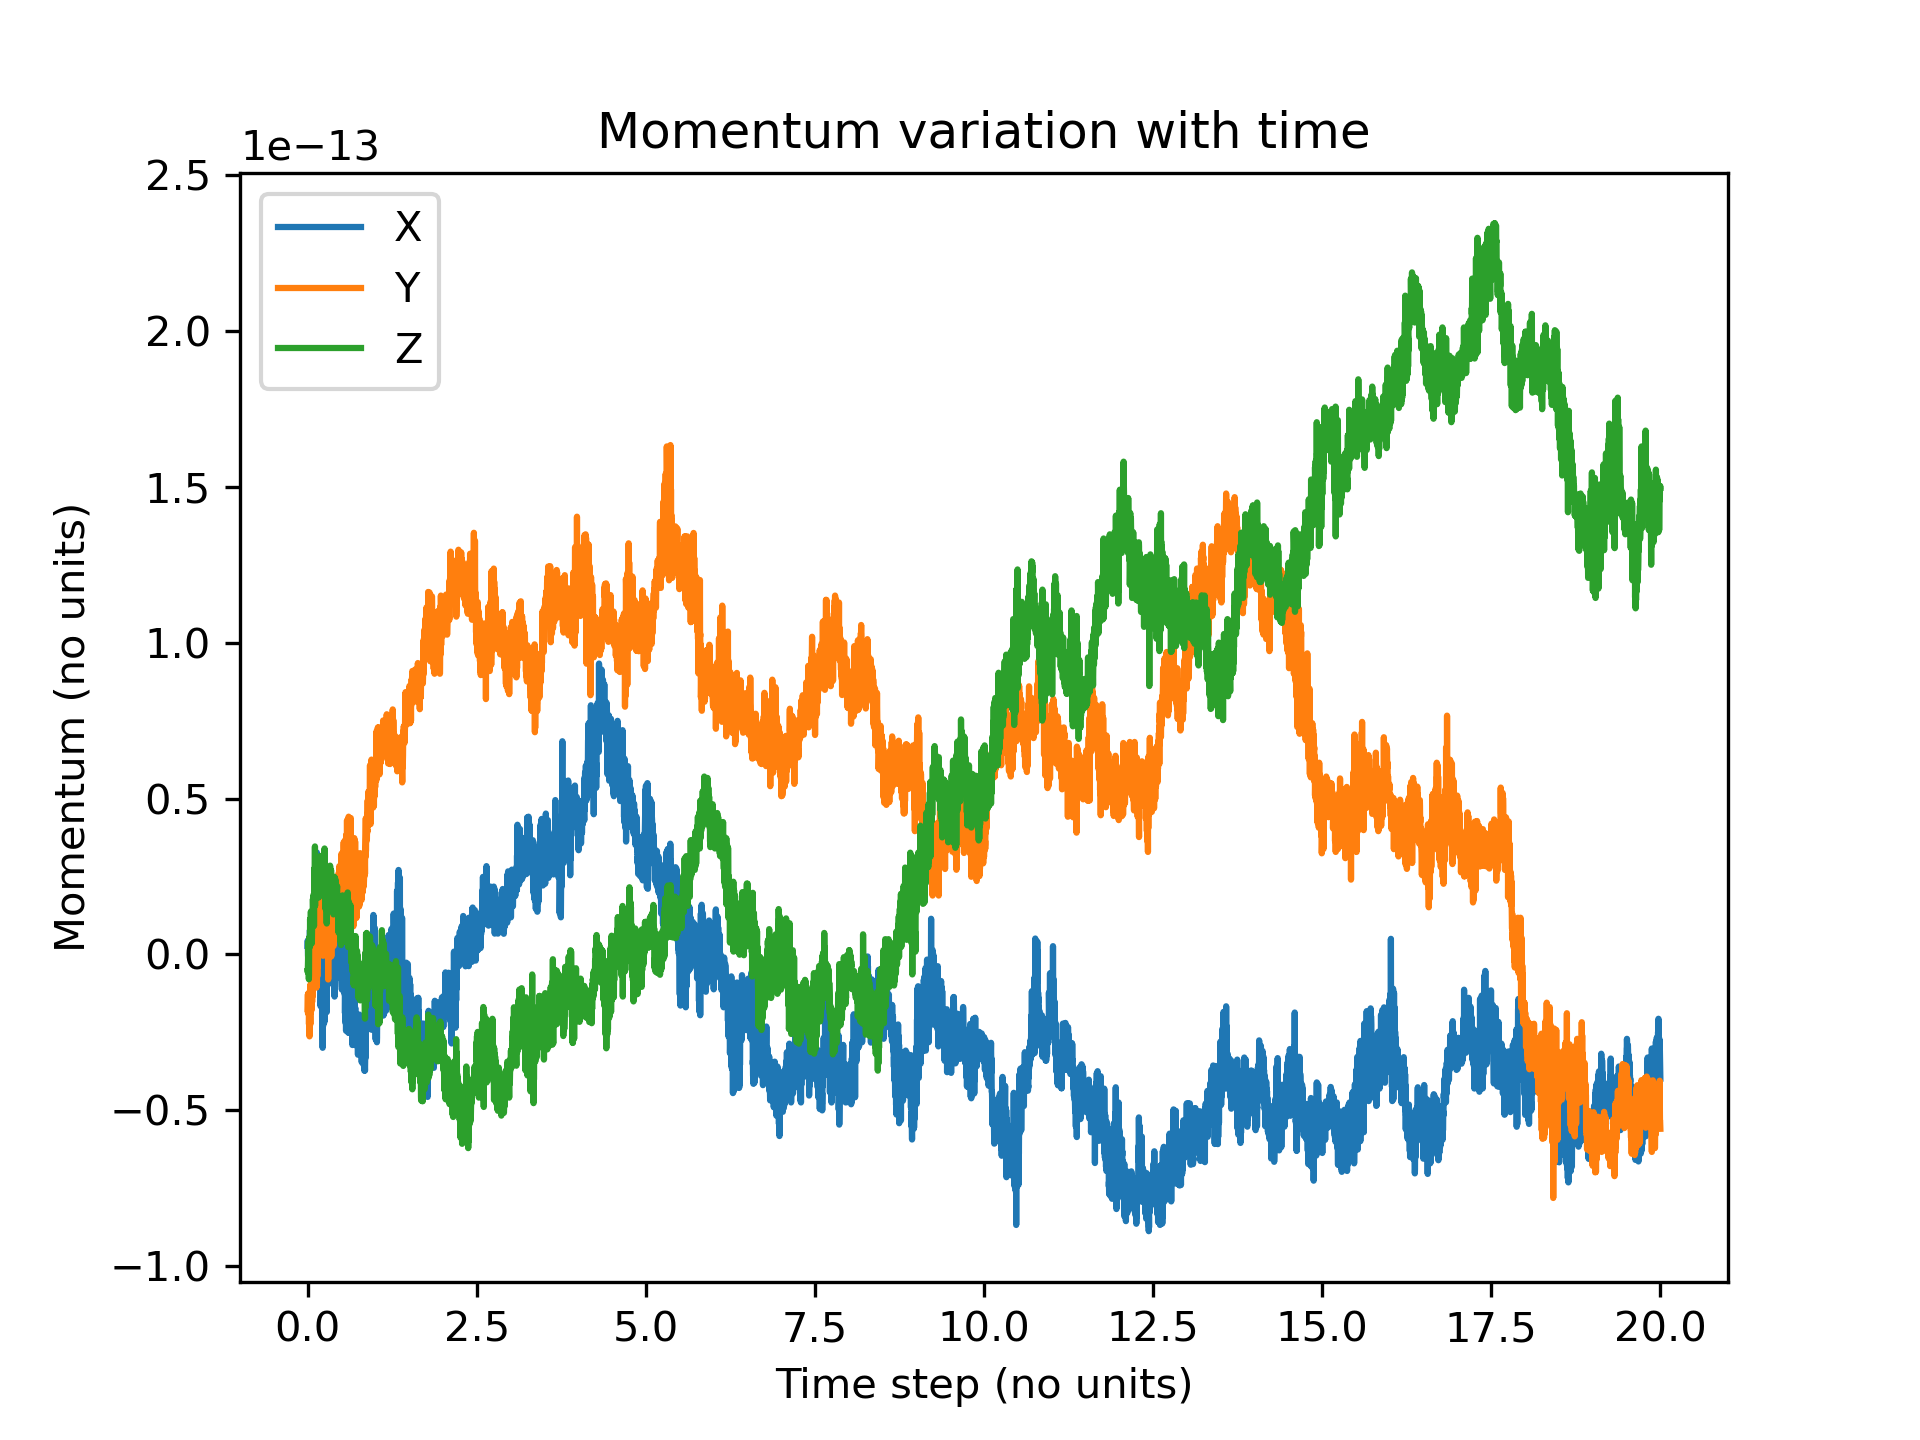 Momentum variation with time
1e−13
2.5
2.0
1.5
1.0
0.5
0.0
−0.5
−1.0
Momentum (no units)
X
Y
Z
0.0 2.5 5.0 7.5 10.0 12.5 15.0 17.5 20.0
Time step (no units)